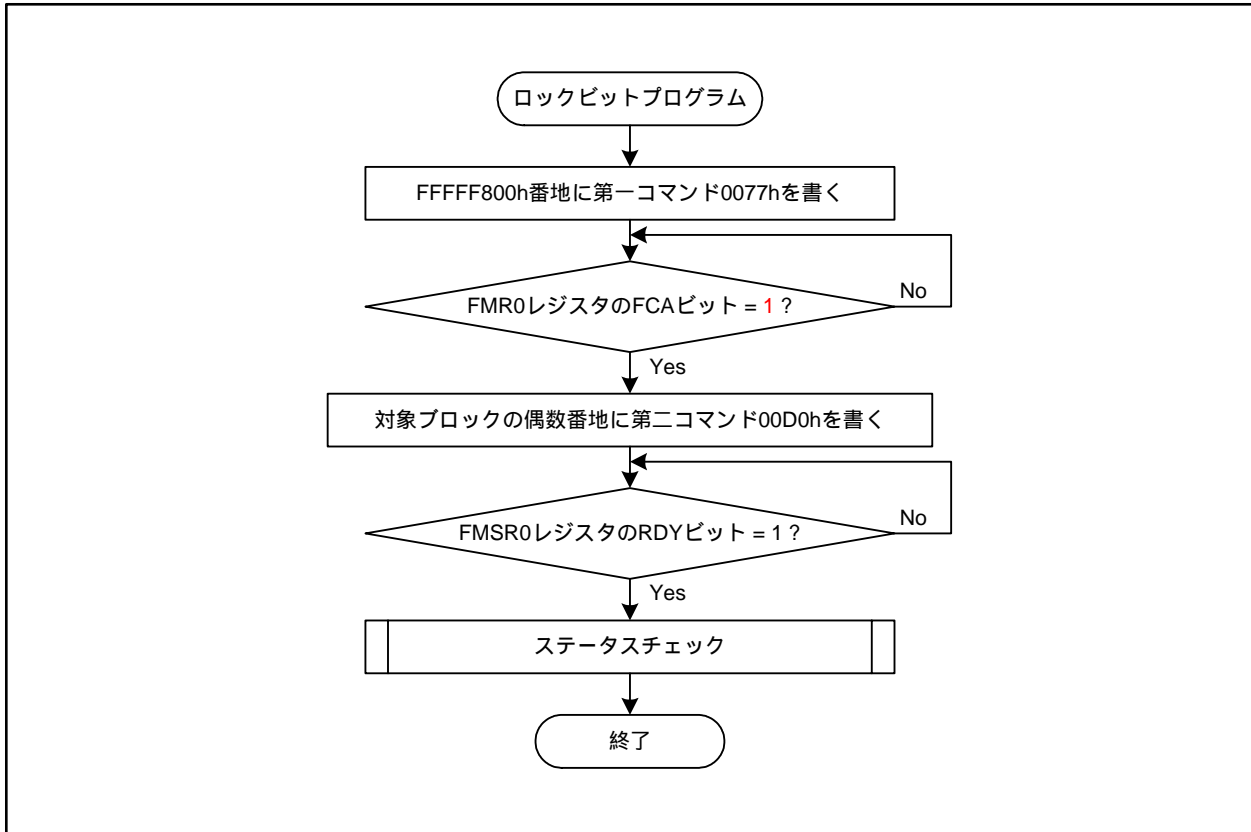 ロックビットプログラム
FFFFF800h番地に第一コマンド0077hを書く
FMR0レジスタのFCAビット = 1 ?
No
Yes
対象ブロックの偶数番地に第二コマンド00D0hを書く
FMSR0レジスタのRDYビット = 1 ?
No
Yes
ステータスチェック
終了